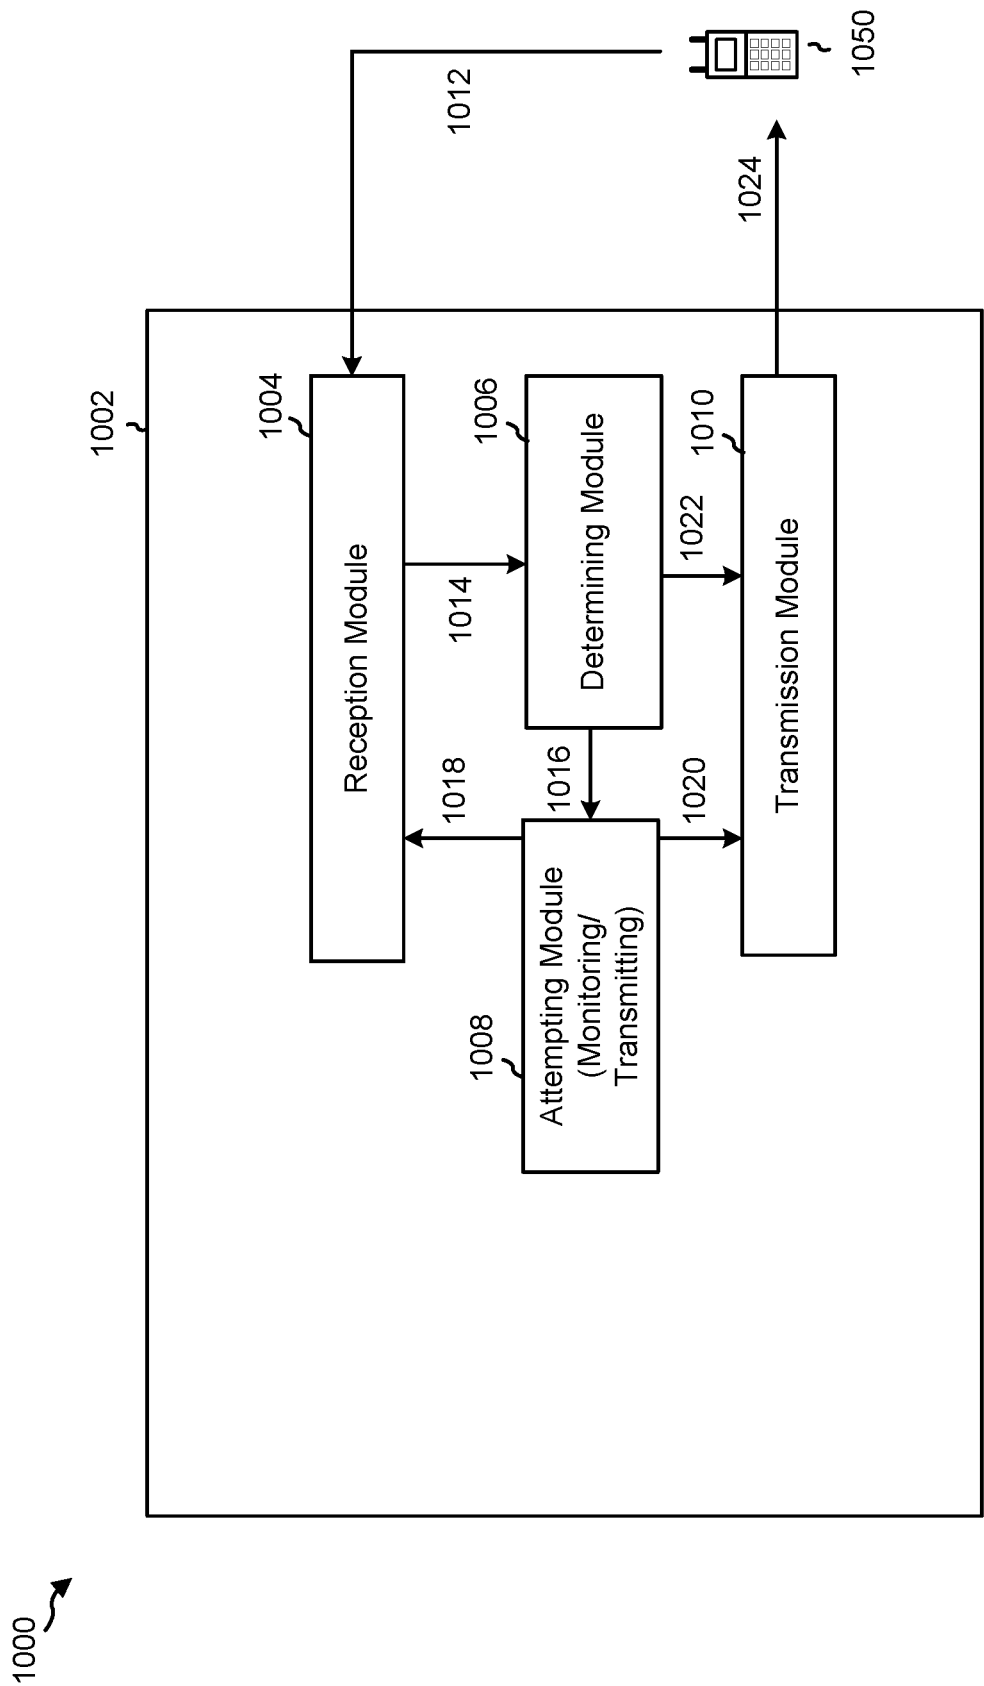 1000
1002
1004
Reception Module
1012
1014
1018
1006
Determining Module
1016
1008
Attempting Module
(Monitoring/
Transmitting)
1022
1020
1010
Transmission Module
1024
1050